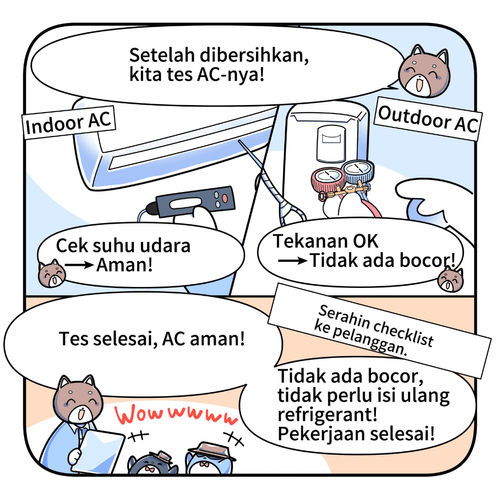 Setelah dibersihkan,
kita tes AC-nya!
Indoor AC
Outdoor AC
Cek suhu udara
→Aman!
Tekanan OK
→Tidak ada bocor!
Tes selesai, AC aman!
Serahin checklist
ke pelanggan.
Tidak ada bocor,
tidak perlu isi ulang
refrigerant!
Pekerjaan selesai!
Wowwwww